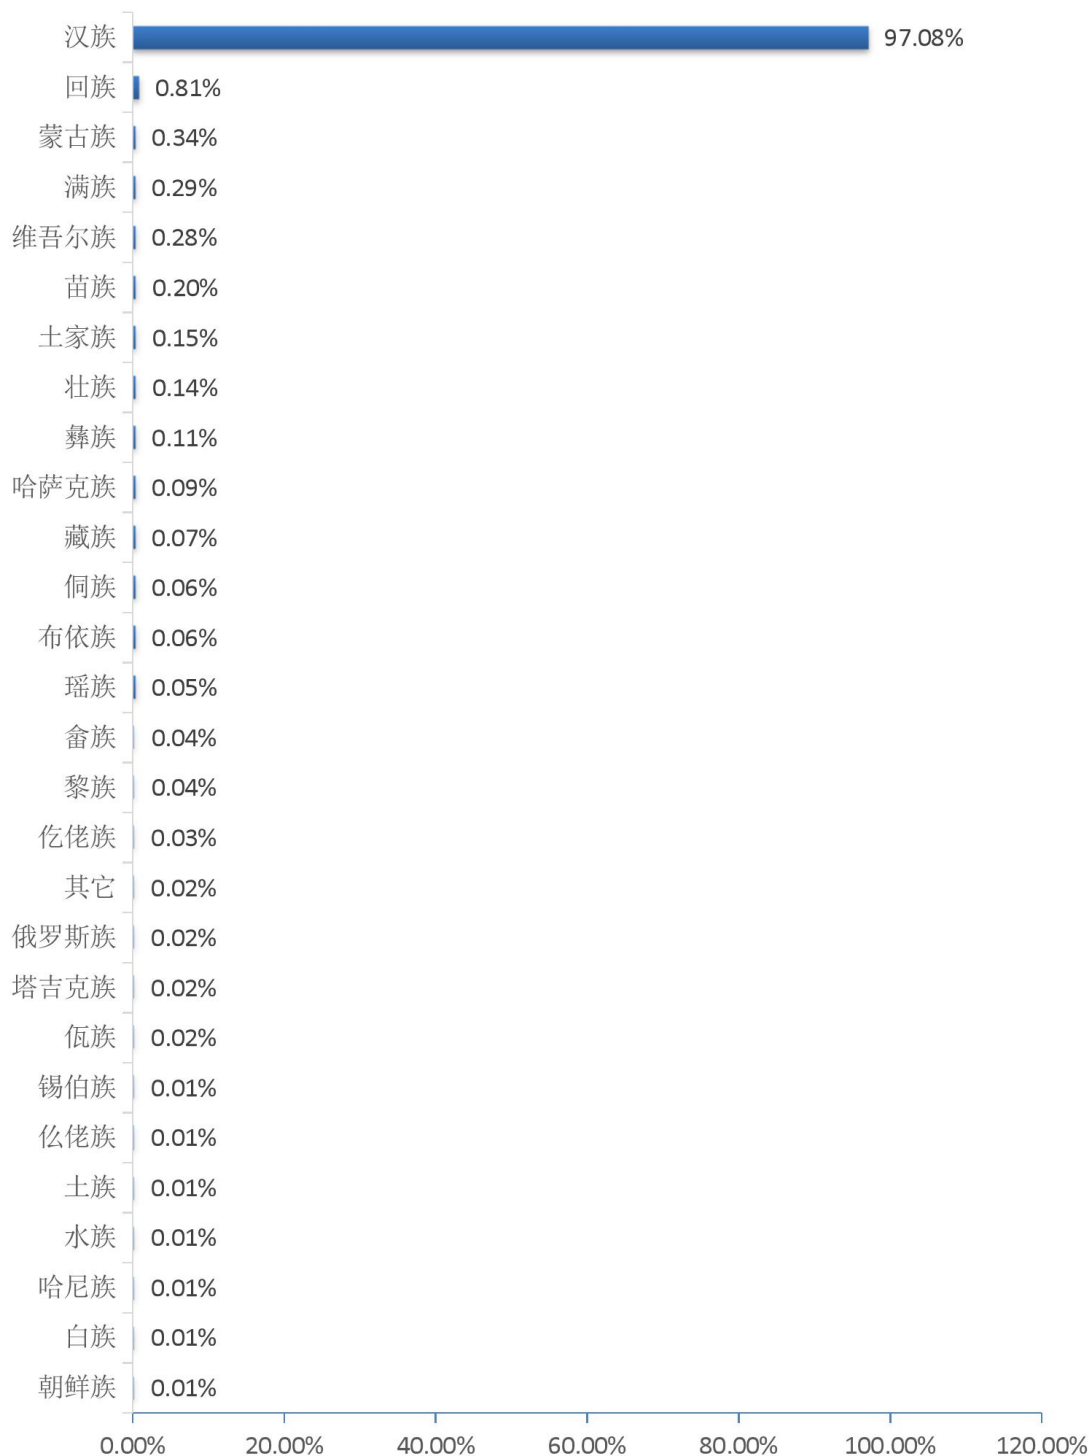 汉族 97.08%
回族 0.81%
蒙古族 0.34%
满族 0.29%
维吾尔族 0.28%
苗族 0.20%
土家族 0.15%
壮族 0.14%
彝族 0.11%
哈萨克族 0.09%
藏族 0.07%
侗族 0.06%
布依族 0.06%
瑶族 0.05%
畲族 0.04%
黎族 0.04%
仡佬族 0.03%
其它 0.02%
俄罗斯族 0.02%
塔吉克族 0.02%
佤族 0.02%
锡伯族 0.01%
仫佬族 0.01%
土族 0.01%
水族 0.01%
哈尼族 0.01%
白族 0.01%
朝鲜族 0.01%
0.00% 20.00% 40.00% 60.00% 80.00% 100.00% 120.00%